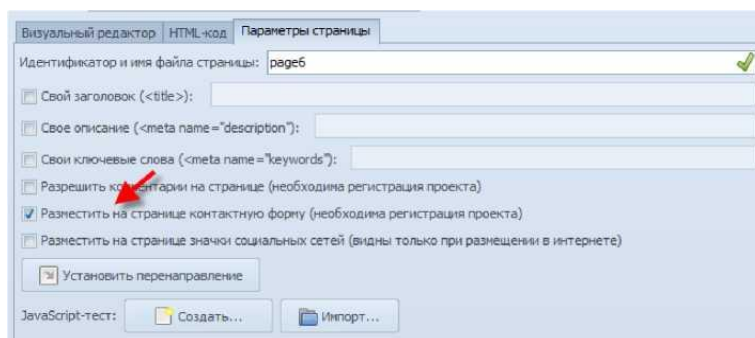 Визуальный редактор HTML-код Параметры страницы
Идентификатор и имя файла страницы: page6
Свой заголовок (<title>):
Свое описание (<meta name="description"):
Свои ключевые слова (<meta name="keywords"):
Разрешить комментарии на странице (необходима регистрация проекта)
Разместить на странице контактную форму (необходима регистрация проекта)
Разместить на странице значки социальных сетей (видны только при размещении в интернете)
Установить перенаправление
JavaScript-тест: Создать... Импорт...